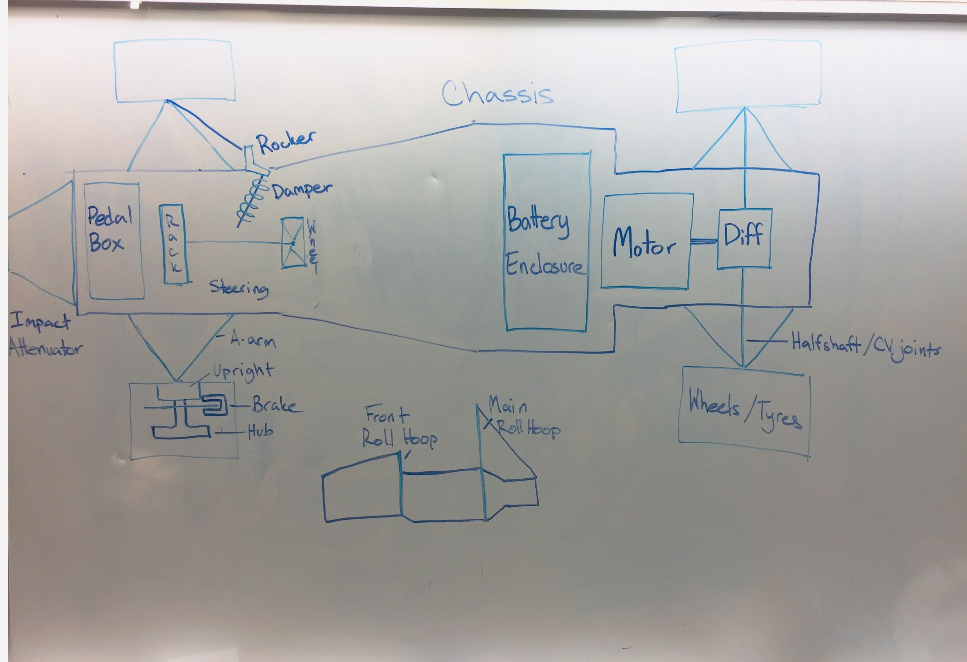 Chassis
Rocker
Damper
Pedal
Box
Rack
Wheel
Steering
Battery
Enclosure
Motor
Diff
Impact
Attenuator
A-arm
Upright
Brake
Hub
Halfshaft/CV joints
Wheels/Tyres
Front
Roll Hoop
Main
Roll Hoop